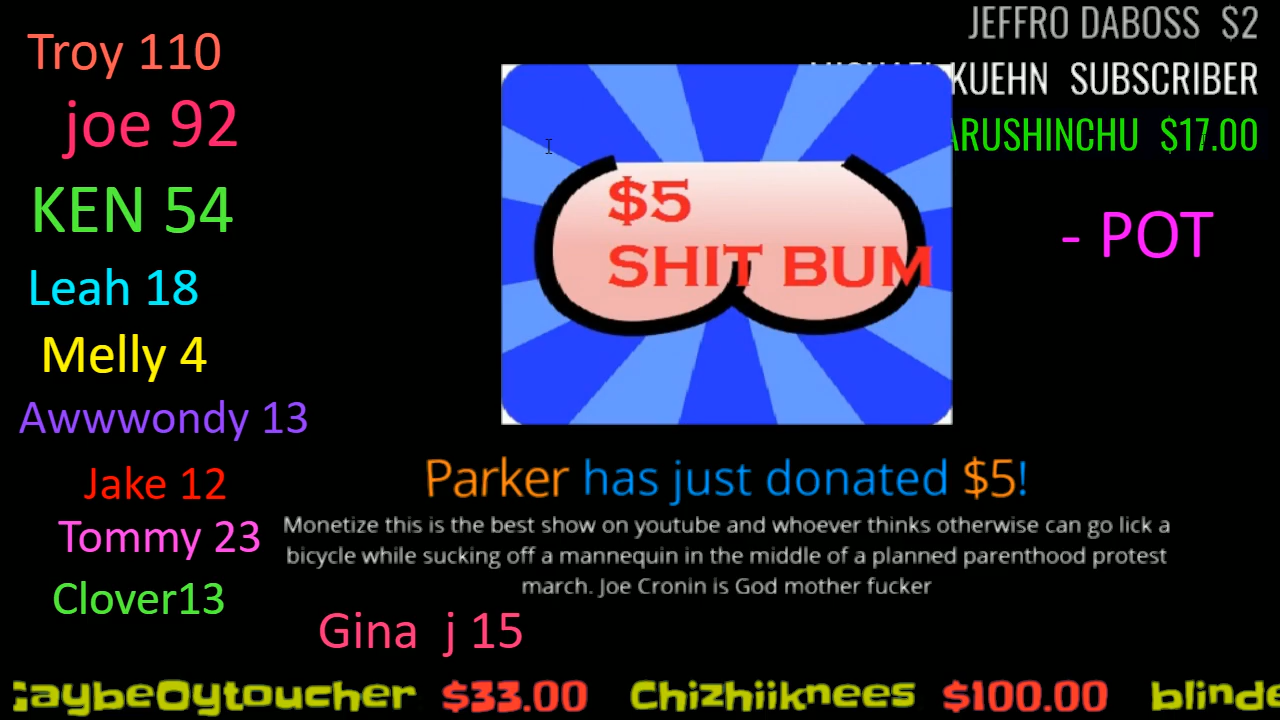 Troy 110
joe 92
KEN 54
Leah 18
Melly 4
Awwwondy 13
Jake 12
Tommy 23
Clover13
Gina j 15
JEFFRO DABOSS $2
KUEHN SUBSCRIBER
ARUSHINCHU $17.00
- POT
$5
SHIT BUM
Parker has just donated $5!
Monetize this is the best show on youtube and whoever thinks otherwise can go lick a
bicycle while sucking off a mannequin in the middle of a planned parenthood protest
march. Joe Cronin is God mother fucker
$33.00 Chizhiiknees $100.00 blinde